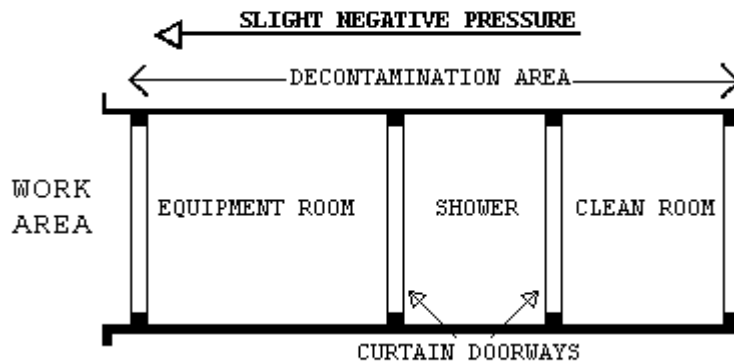 SLIGHT NEGATIVE PRESSURE
DECONTAMINATION AREA
WORK
AREA
EQUIPMENT ROOM
SHOWER
CLEAN ROOM
CURTAIN DOORWAYS